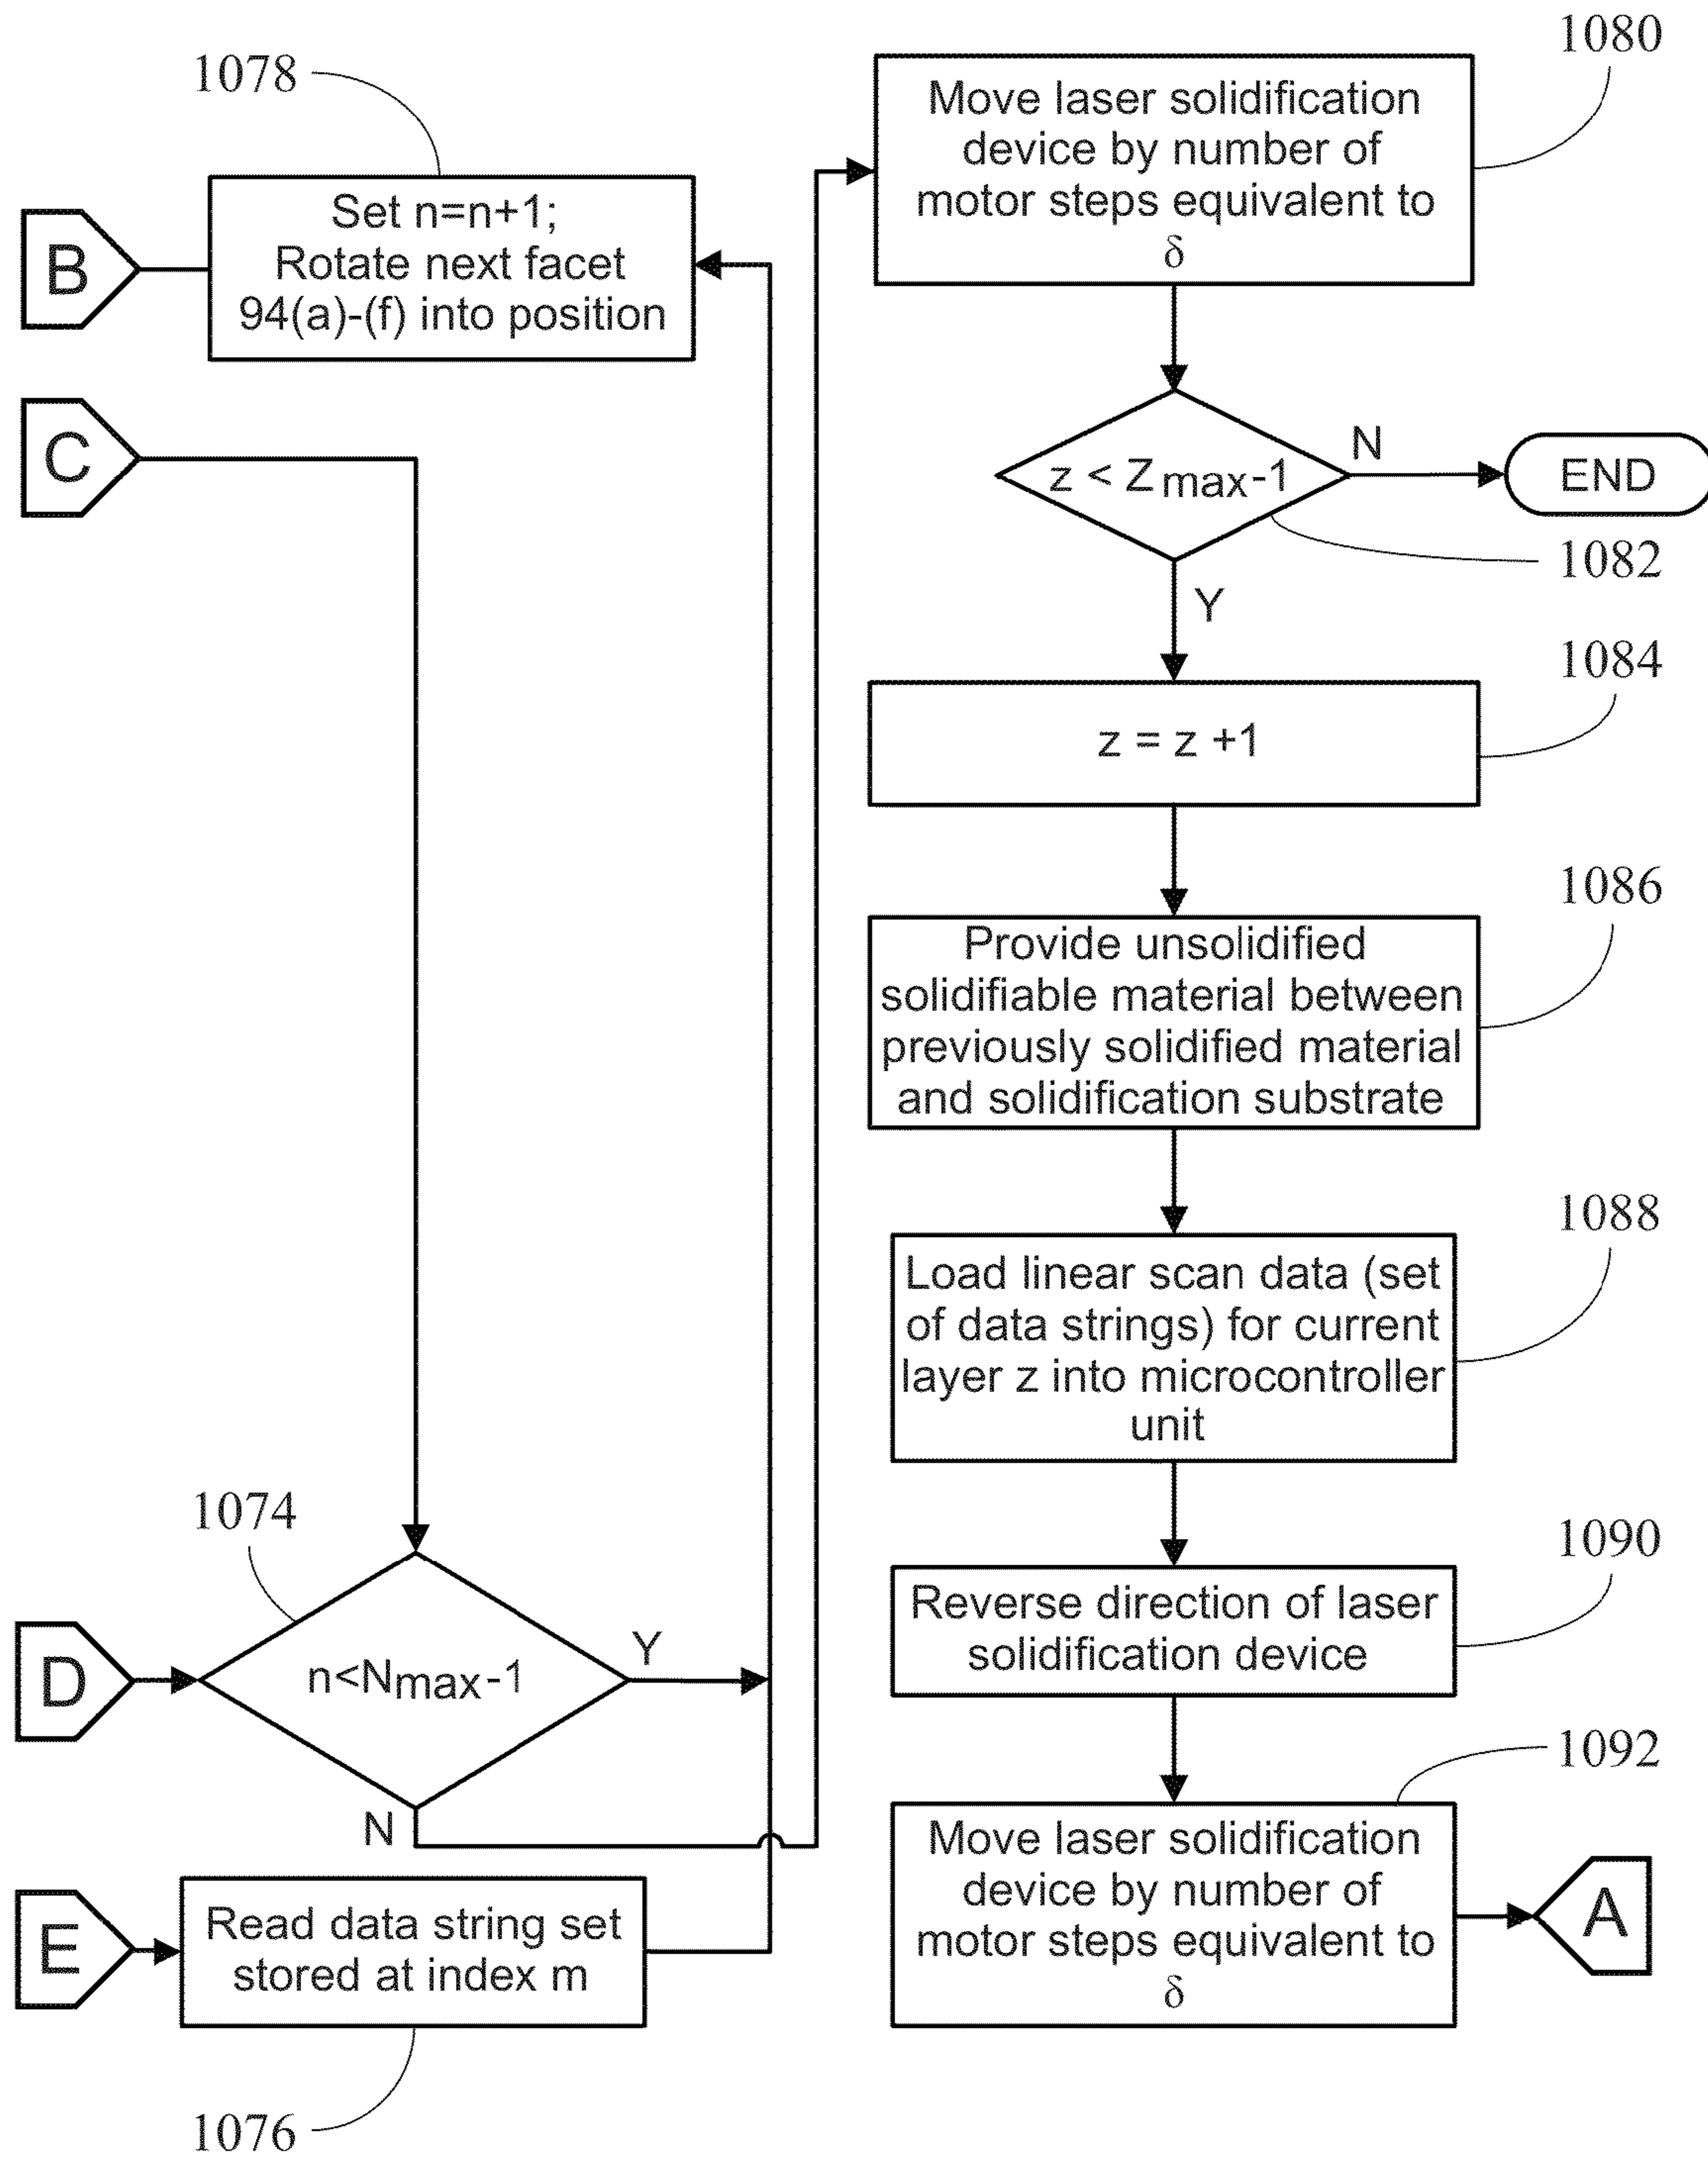 1078
B
Set n=n+1;
Rotate next facet
94(a)-(f) into position
C
1074
D
n<Nmax-1
Y
N
E
Read data string set
stored at index m
1076
1080
Move laser solidification
device by number of
motor steps equivalent to
δ
z < Zmax-1
N
END
1082
Y
1084
z = z +1
1086
Provide unsolidified
solidifiable material between
previously solidified material
and solidification substrate
1088
Load linear scan data (set
of data strings) for current
layer z into microcontroller
unit
1090
Reverse direction of laser
solidification device
1092
Move laser solidification
device by number of
motor steps equivalent to
δ
A